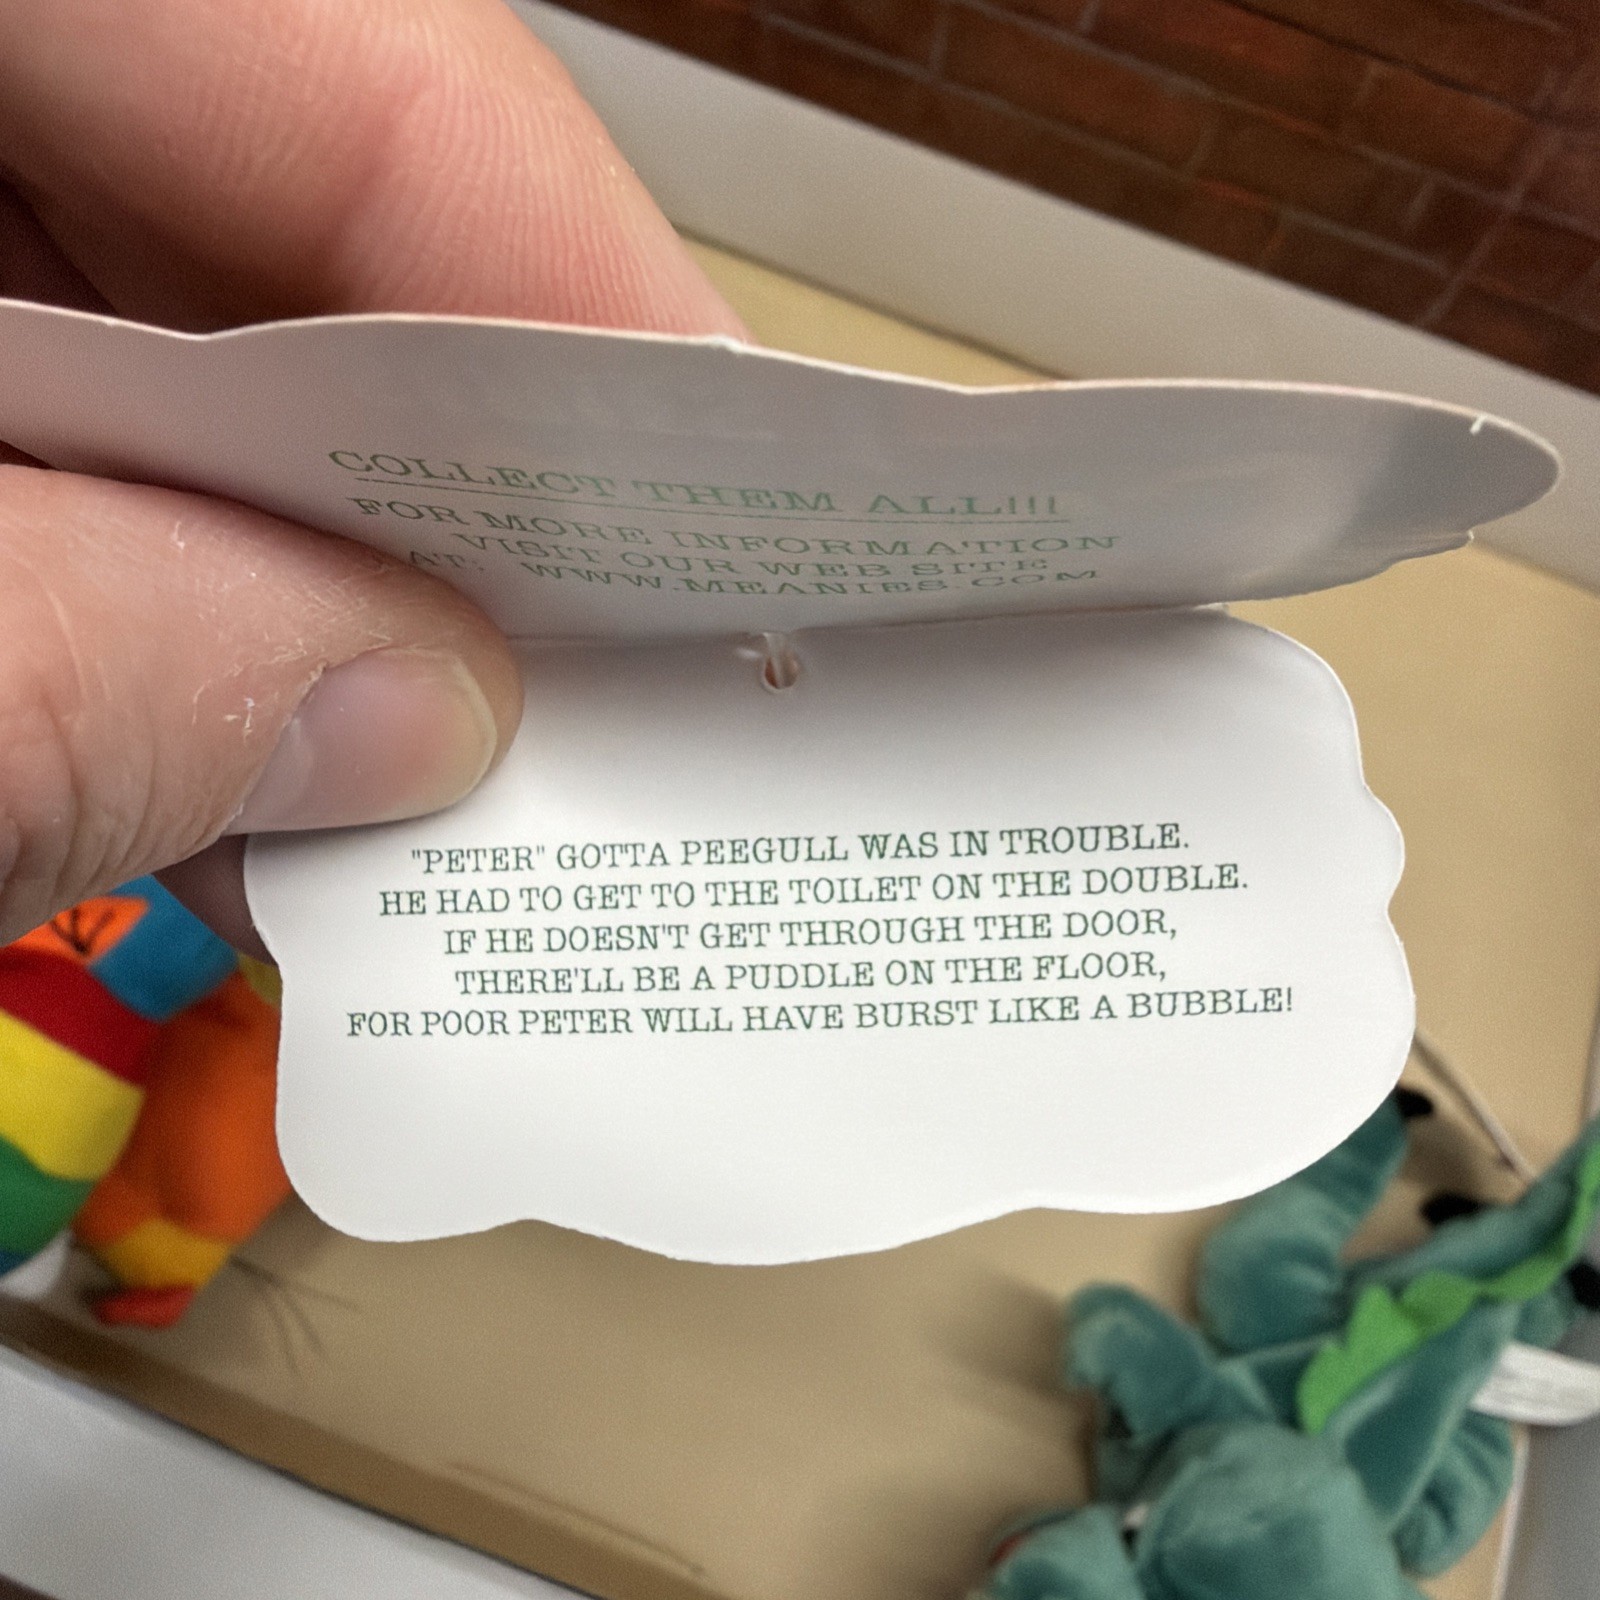 COLLECT THEM ALL!!!
FOR MORE INFORMATION
VISIT OUR WEB SITE
AT: WWW.MEANIES.COM
"PETER" GOTTA PEEGULL WAS IN TROUBLE.
HE HAD TO GET TO THE TOILET ON THE DOUBLE.
IF HE DOESN'T GET THROUGH THE DOOR,
THERE'LL BE A PUDDLE ON THE FLOOR,
FOR POOR PETER WILL HAVE BURST LIKE A BUBBLE!